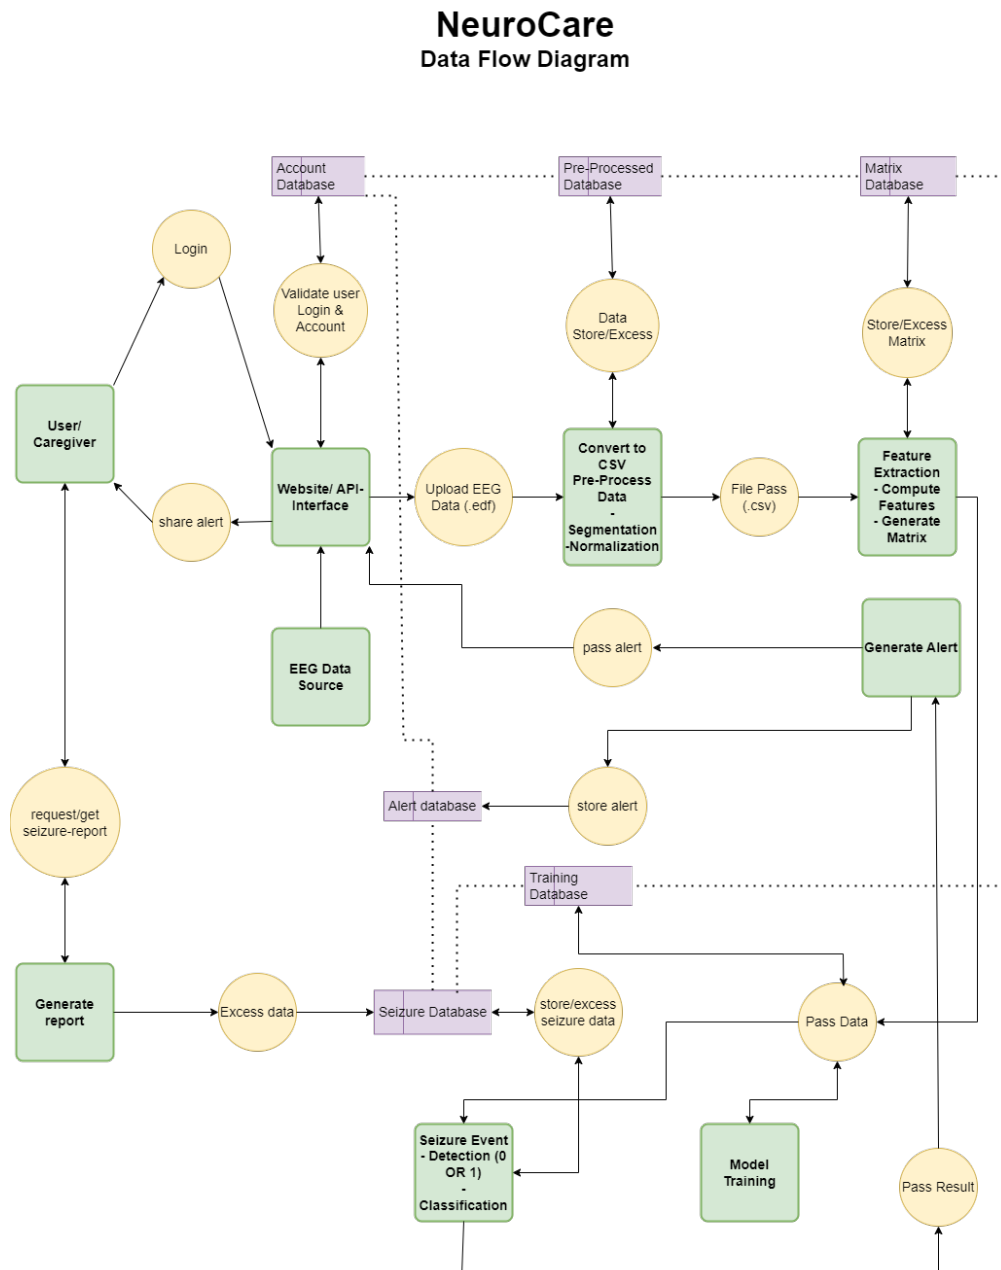 NeuroCare
Data Flow Diagram
Account
Database
Pre-Processed
Database
Matrix
Database
Login
Validate user
Login &
Account
Data
Store/Excess
Store/Excess
Matrix
User/
Caregiver
Website/ API-
Interface
Upload EEG
Data (.edf)
Convert to
CSV
Pre-Process
Data
-
Segmentation
-Normalization
File Pass
(.csv)
Feature
Extraction
- Compute
Features
- Generate
Matrix
share alert
EEG Data
Source
pass alert
Generate Alert
request/get
seizure-report
Alert database
store alert
Training
Database
Generate
report
Excess data
Seizure Database
store/excess
seizure data
Pass Data
Seizure Event
- Detection (0
OR 1)
-
Classification
Model
Training
Pass Result